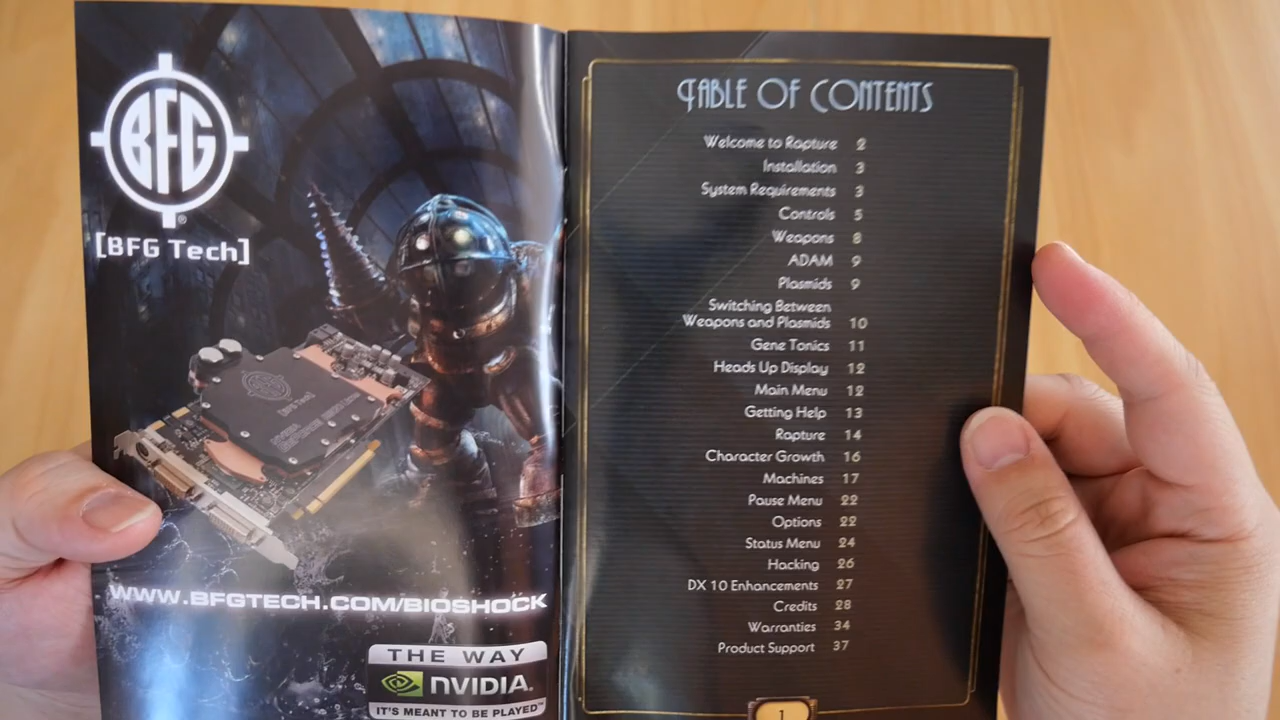 BFG
[BFG Tech]
[BFG Tech]
WWW.BFGTECH.COM/BIOSHOCK
THE WAY
NVIDIA.
IT'S MEANT TO BE PLAYED™
TABLE OF CONTENTS
Welcome to Rapture 2
Installation 3
System Requirements 3
Controls 5
Weapons 8
ADAM 9
Plasmids 9
Switching Between
Weapons and Plasmids 10
Gene Tonics 11
Heads Up Display 12
Main Menu 12
Getting Help 13
Rapture 14
Character Growth 16
Machines 17
Pause Menu 22
Options 22
Status Menu 24
Hacking 26
DX 10 Enhancements 27
Credits 28
Warranties 34
Product Support 37
1